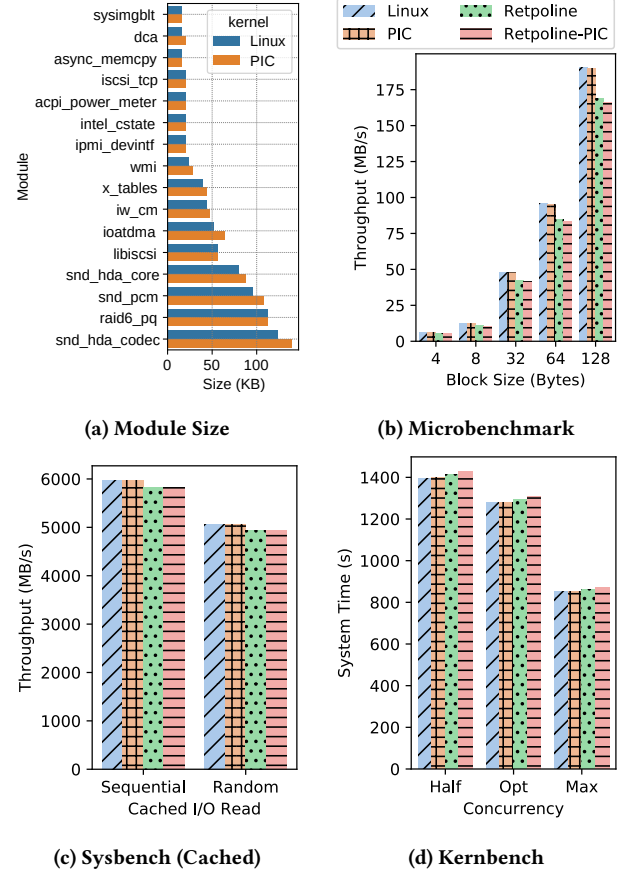 sysimgblt
dca
async_memcpy
iscsi_tcp
acpi_power_meter
intel_cstate
ipmi_devintf
wmi
x_tables
iw_cm
ioatdma
libiscsi
snd_hda_core
snd_pcm
raid6_pq
snd_hda_codec
Module
kernel
Linux
PIC
0 50 100
Size (KB)
(a) Module Size
Linux Retpoline
PIC Retpoline-PIC
Throughput (MB/s)
175
150
125
100
75
50
25
0
4 8 32 64 128
Block Size (Bytes)
(b) Microbenchmark
Throughput (MB/s)
6000
5000
4000
3000
2000
1000
0
Sequential Random
Cached I/O Read
(c) Sysbench (Cached)
System Time (s)
1400
1200
1000
800
600
400
200
0
Half Opt Max
Concurrency
(d) Kernbench